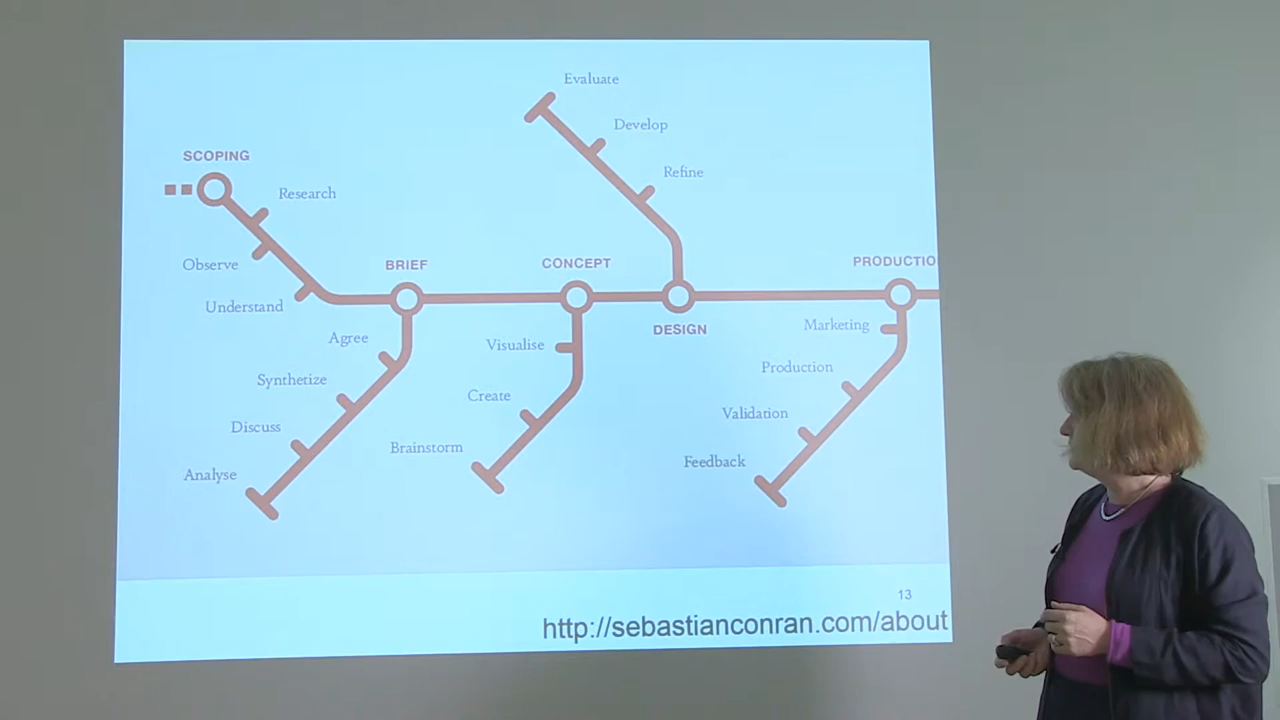 Evaluate
Develop
SCOPING
Refine
Research
Observe
BRIEF
CONCEPT
PRODUCTIO
Understand
Marketing
DESIGN
Agree
Visualise
Production
Synthetize
Create
Validation
Discuss
Brainstorm
Feedback
Analyse
13
http://sebastianconran.com/about